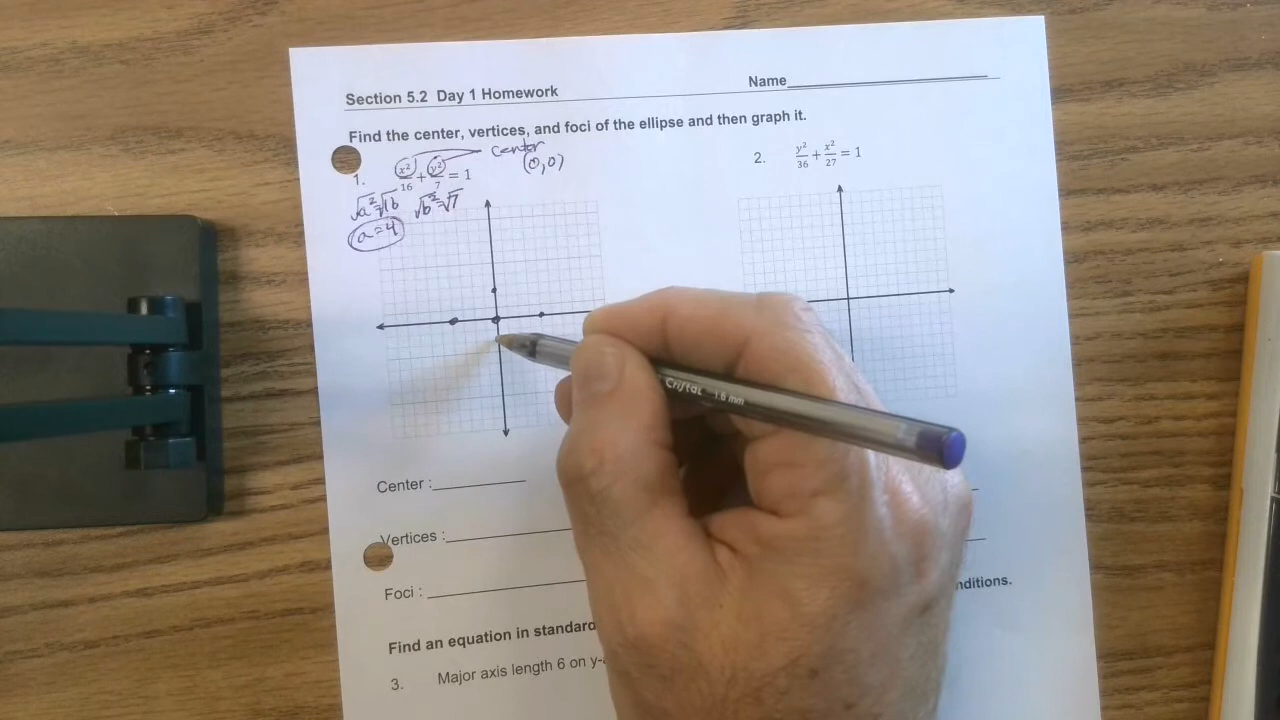 Section 5.2 Day 1 Homework
Name
Find the center, vertices, and foci of the ellipse and then graph it.
1. x²/16 + y²/7 = 1
center
(0,0)
√a²=√16 √b²=√7
a=4
2. y²/36 + x²/27 = 1
Center :
Vertices :
Foci :
nditions.
Find an equation in standard
3. Major axis length 6 on y-
Cristal 1.6 mm